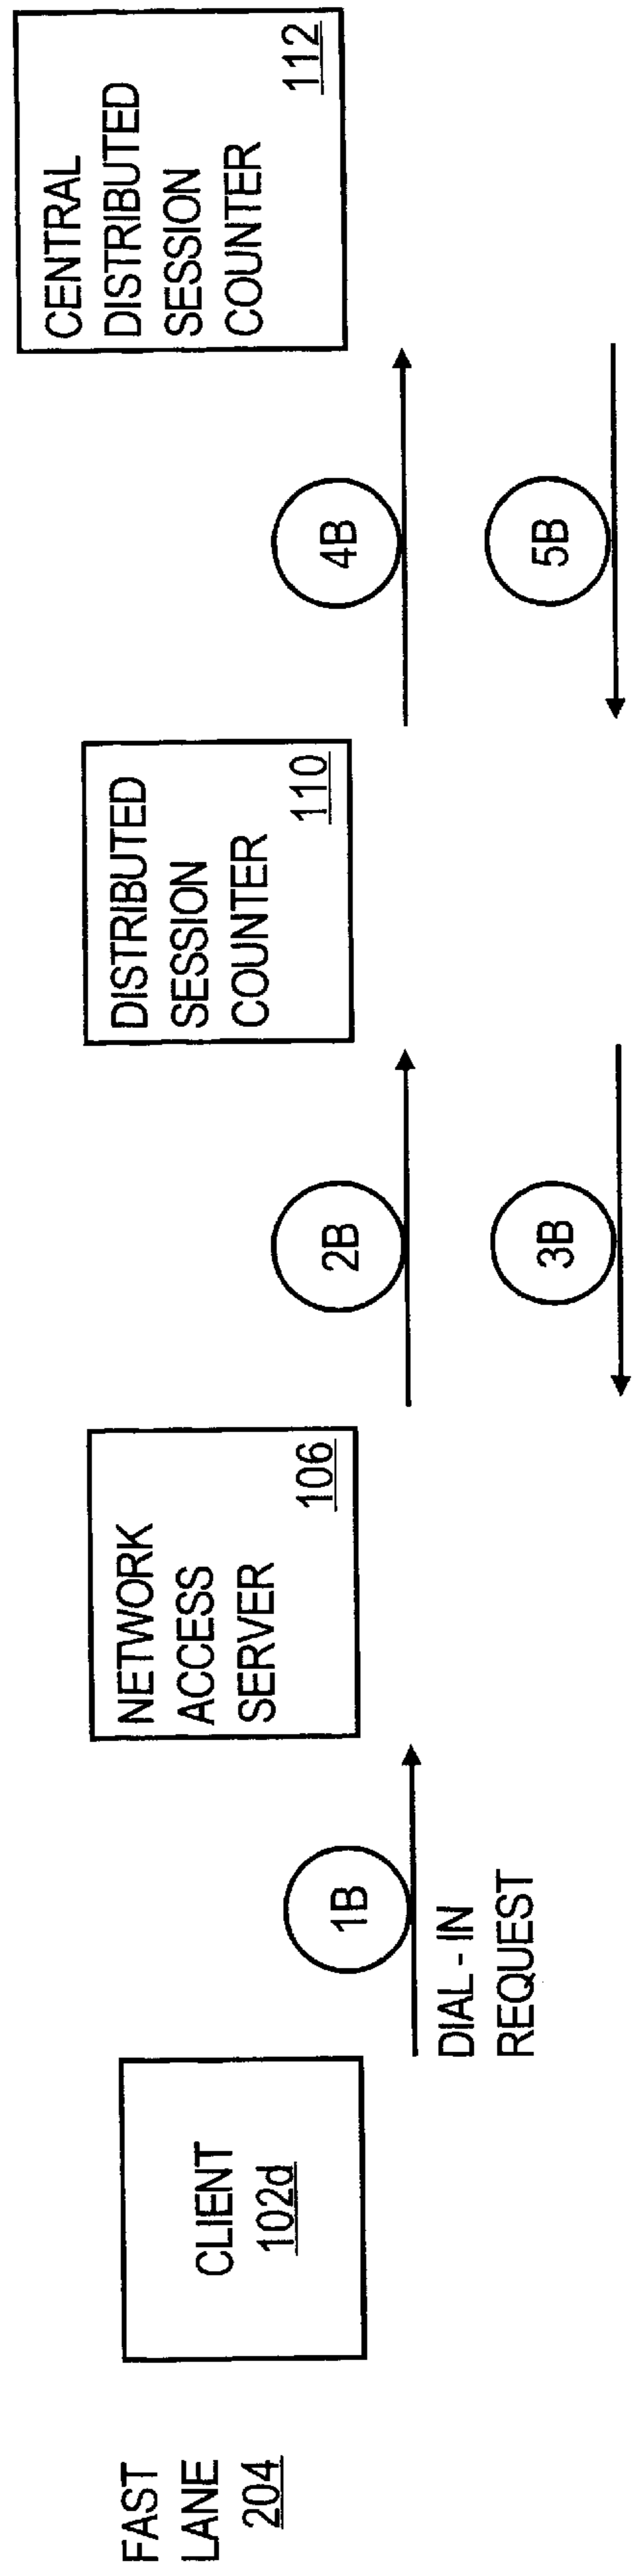 FAST
LANE
204
CLIENT
102d
1B
DIAL - IN
REQUEST
NETWORK
ACCESS
SERVER
106
2B
3B
DISTRIBUTED
SESSION
COUNTER
110
4B
5B
CENTRAL
DISTRIBUTED
SESSION
COUNTER
112